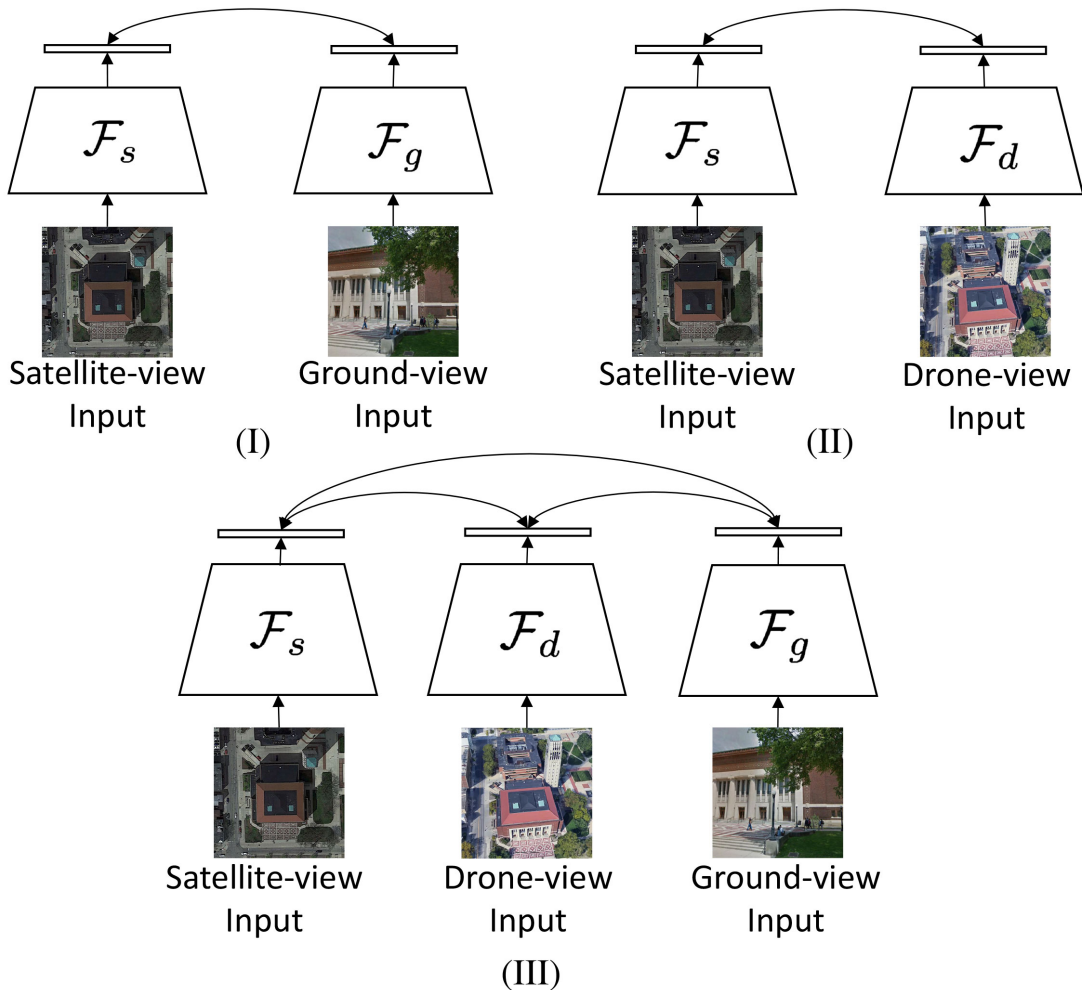 𝓕s 𝓕g 𝓕s 𝓕d
Satellite-view Ground-view Satellite-view Drone-view
Input Input Input Input
(I) (II)
𝓕s 𝓕d 𝓕g
Satellite-view Drone-view Ground-view
Input Input Input
(III)